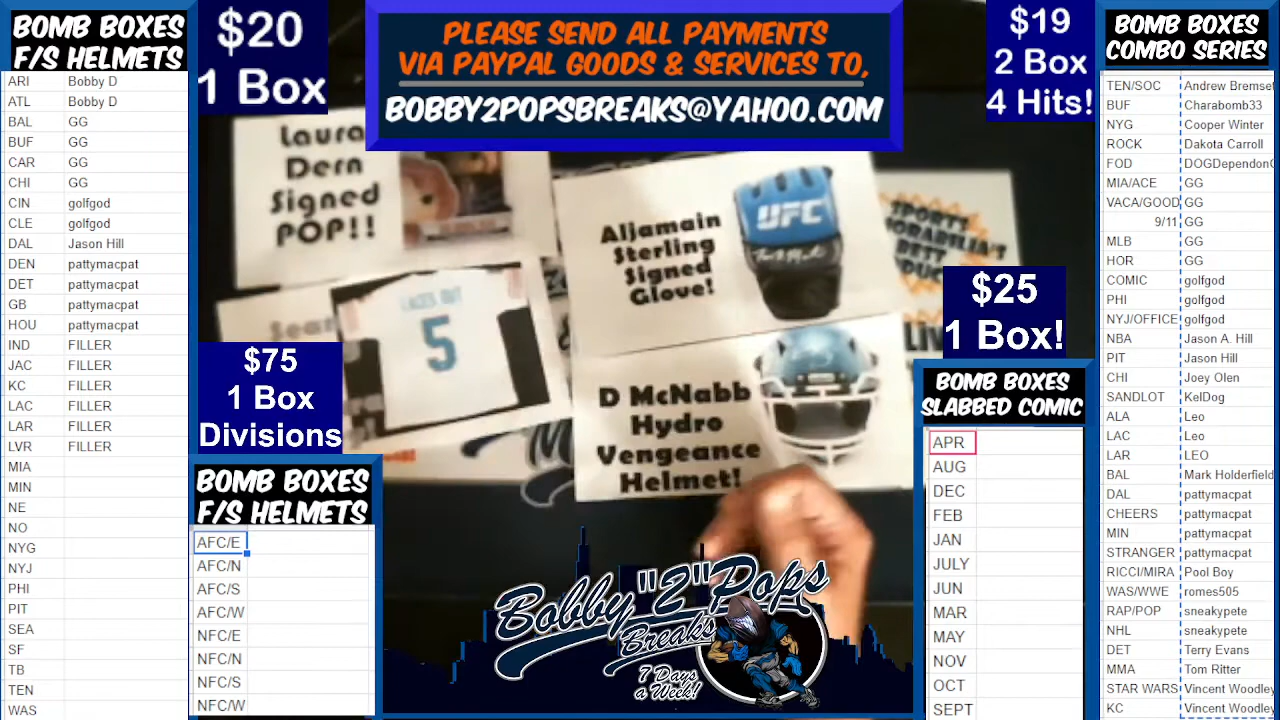 BOMB BOXES
F/S HELMETS
ARI Bobby D
ATL Bobby D
BAL GG
BUF GG
CAR GG
CHI GG
CIN golfgod
CLE golfgod
DAL Jason Hill
DEN pattymacpat
DET pattymacpat
GB pattymacpat
HOU pattymacpat
IND FILLER
JAC FILLER
KC FILLER
LAC FILLER
LAR FILLER
LVR FILLER
MIA
MIN
NE
NO
NYG
NYJ
PHI
PIT
SEA
SF
TB
TEN
WAS
$20
1 Box
PLEASE SEND ALL PAYMENTS
VIA PAYPAL GOODS & SERVICES TO,
BOBBY2POPSBREAKS@YAHOO.COM
$19
2 Box
4 Hits!
Laura
Dern
Signed
POP!!
Aljamain
Sterling
Signed
Glove!
UFC
SPORTS
LACES OUT
5
D McNabb
Hydro
Vengeance
Helmet!
$75
1 Box
Divisions
BOMB BOXES
F/S HELMETS
AFC/E
AFC/N
AFC/S
AFC/W
NFC/E
NFC/N
NFC/S
NFC/W
Bobby "2" Pops
Breaks
7 Days
a Week!
$25
1 Box!
BOMB BOXES
SLABBED COMIC
APR
AUG
DEC
FEB
JAN
JULY
JUN
MAR
MAY
NOV
OCT
SEPT
BOMB BOXES
COMBO SERIES
TEN/SOC Andrew Bremset
BUF Charabomb33
NYG Cooper Winter
ROCK Dakota Carroll
FOD DOGDependon
MIA/ACE GG
VACA/GOOD GG
9/11 GG
MLB GG
HOR GG
COMIC golfgod
PHI golfgod
NYJ/OFFICE golfgod
NBA Jason A. Hill
PIT Jason Hill
CHI Joey Olen
SANDLOT KelDog
ALA Leo
LAC Leo
LAR LEO
BAL Mark Holderfield
DAL pattymacpat
CHEERS pattymacpat
MIN pattymacpat
STRANGER pattymacpat
RICCI/MIRA Pool Boy
WAS/WWE romes505
RAP/POP sneakypete
NHL sneakypete
DET Terry Evans
MMA Tom Ritter
STAR WARS Vincent Woodley
KC Vincent Woodley